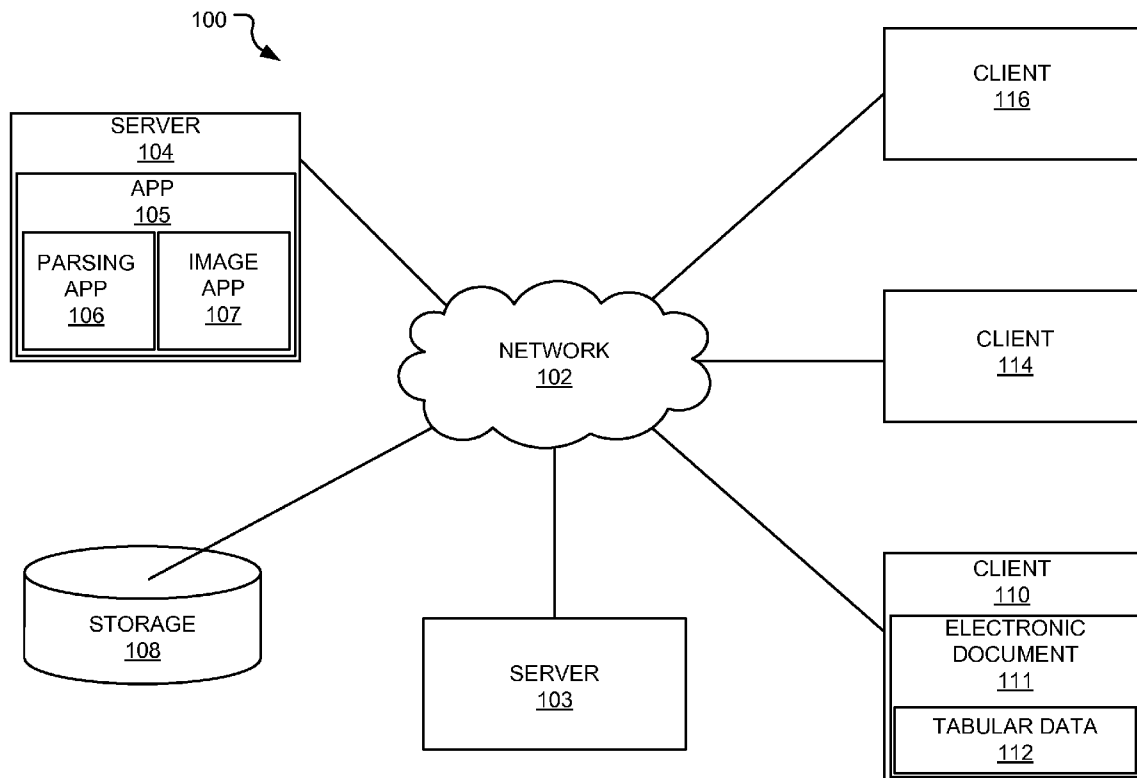 100
SERVER
104
APP
105
PARSING
APP
106
IMAGE
APP
107
NETWORK
102
CLIENT
116
CLIENT
114
STORAGE
108
SERVER
103
CLIENT
110
ELECTRONIC
DOCUMENT
111
TABULAR DATA
112